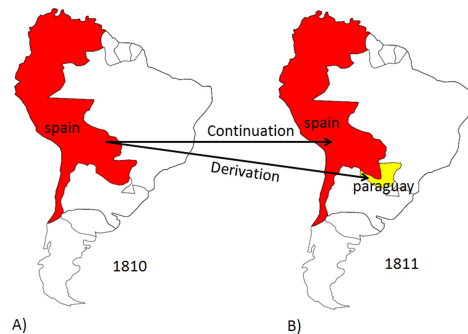 spain
Continuation
Derivation
spain
paraguay
1810
1811
A)
B)